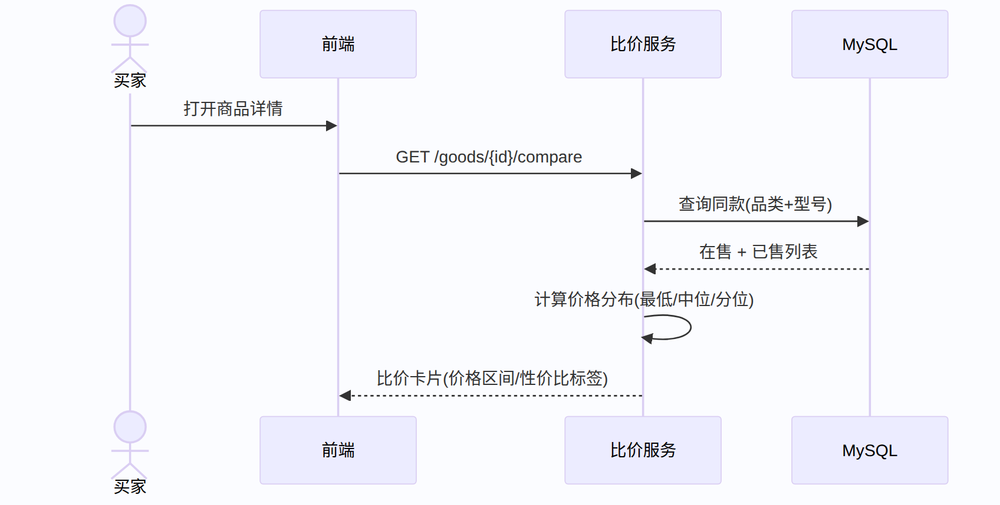 前端
比价服务
MySQL
买家
打开商品详情
GET /goods/{id}/compare
查询同款(品类+型号)
在售 + 已售列表
计算价格分布(最低/中位/分位)
比价卡片(价格区间/性价比标签)
前端
比价服务
MySQL
买家